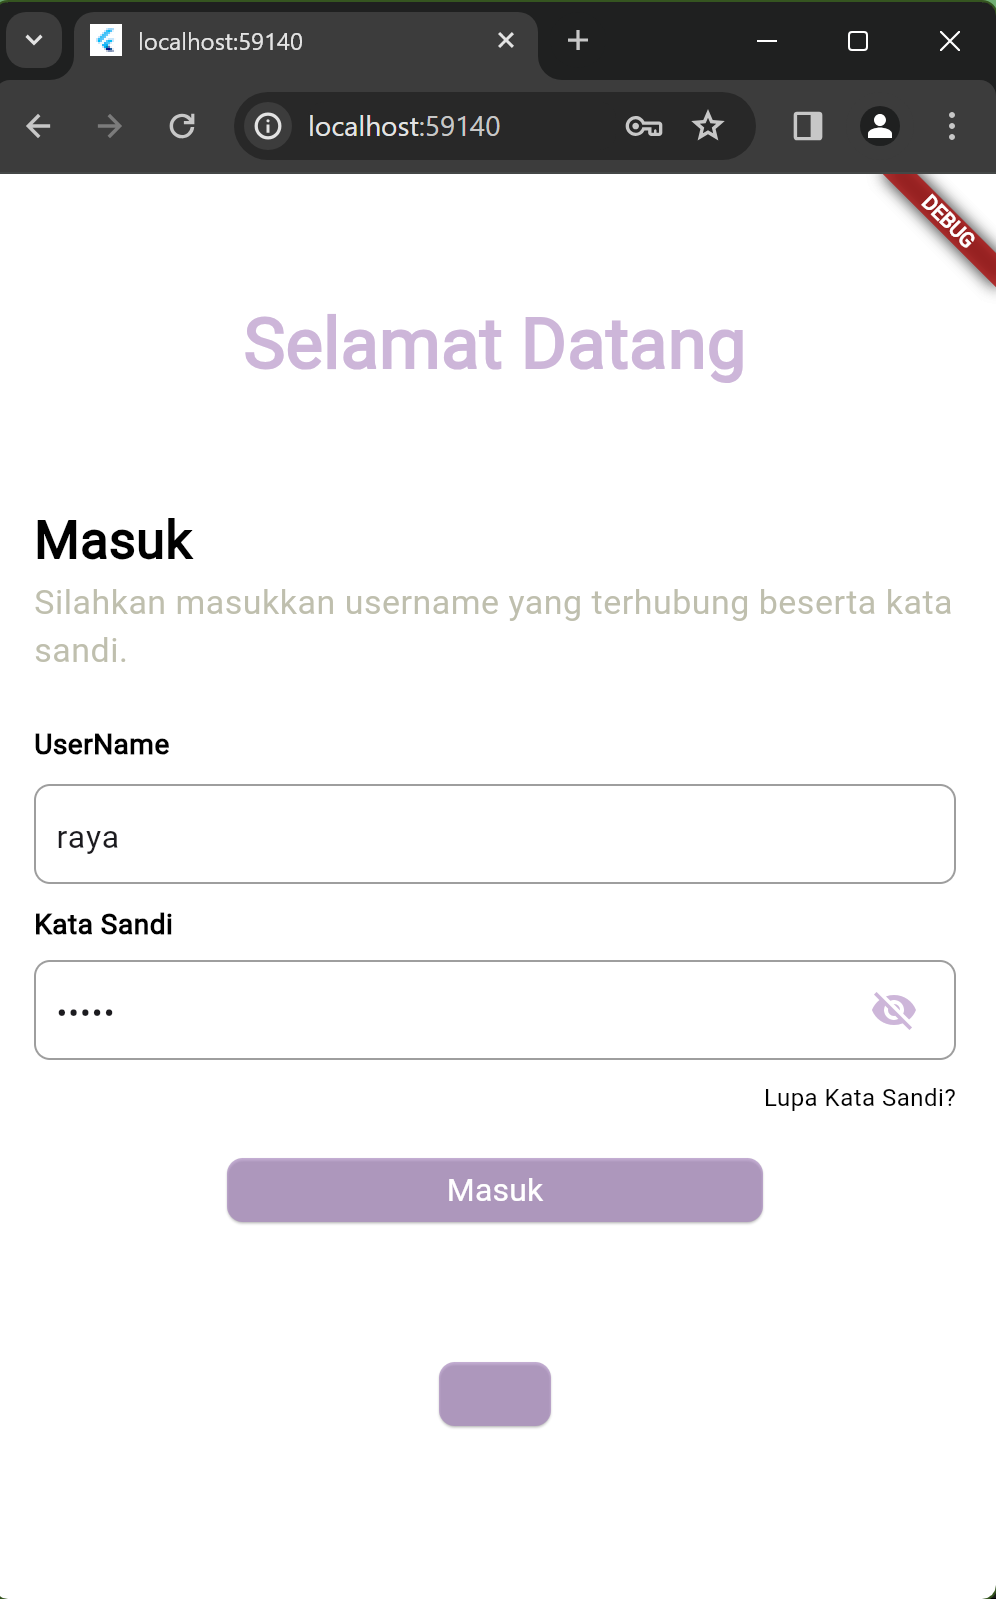 localhost:59140
localhost:59140
DEBUG
Selamat Datang
Masuk
Silahkan masukkan username yang terhubung beserta kata
sandi.
UserName
raya
Kata Sandi
•••••
Lupa Kata Sandi?
Masuk